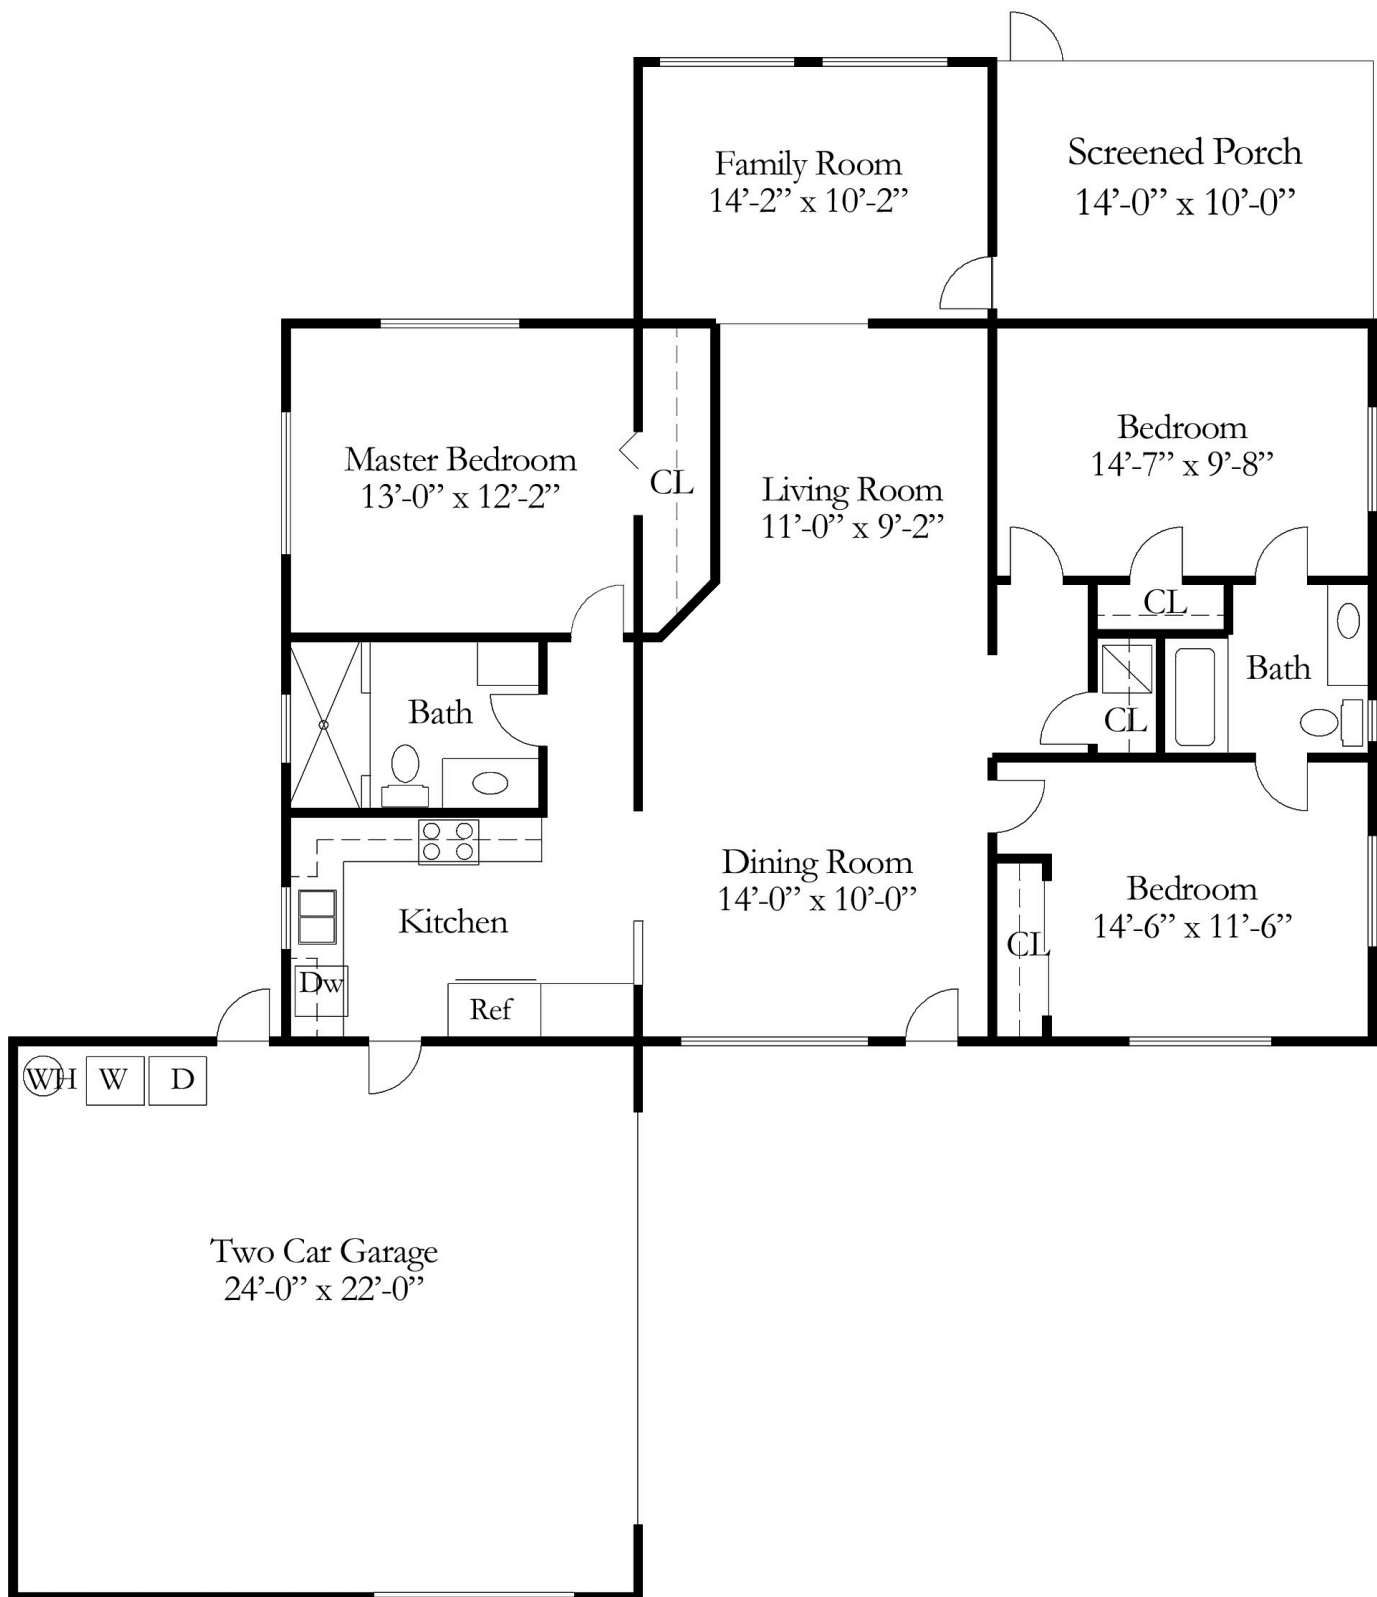 Family Room
14'-2” x 10'-2”
Screened Porch
14'-0” x 10'-0”
Master Bedroom
13'-0” x 12'-2”
CL
Living Room
11'-0” x 9'-2”
Bedroom
14'-7” x 9'-8”
CL
Bath
CL
Bath
Kitchen
Dw
Ref
Dining Room
14'-0” x 10'-0”
CL
Bedroom
14'-6” x 11'-6”
WH
W
D
Two Car Garage
24'-0” x 22'-0”